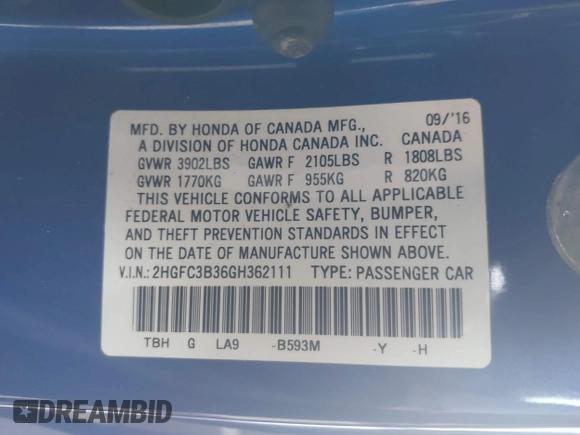 09/'16
MFD. BY HONDA OF CANADA MFG.,
A DIVISION OF HONDA CANADA INC. CANADA
GVWR 3902LBS GAWR F 2105LBS R 1808LBS
GVWR 1770KG GAWR F 955KG R 820KG
THIS VEHICLE CONFORMS TO ALL APPLICABLE
FEDERAL MOTOR VEHICLE SAFETY, BUMPER,
AND THEFT PREVENTION STANDARDS IN EFFECT
ON THE DATE OF MANUFACTURE SHOWN ABOVE.
V.I.N.: 2HGFC3B36GH362111 TYPE: PASSENGER CAR
TBH G LA9 -B593M -Y -H
DREAMBID